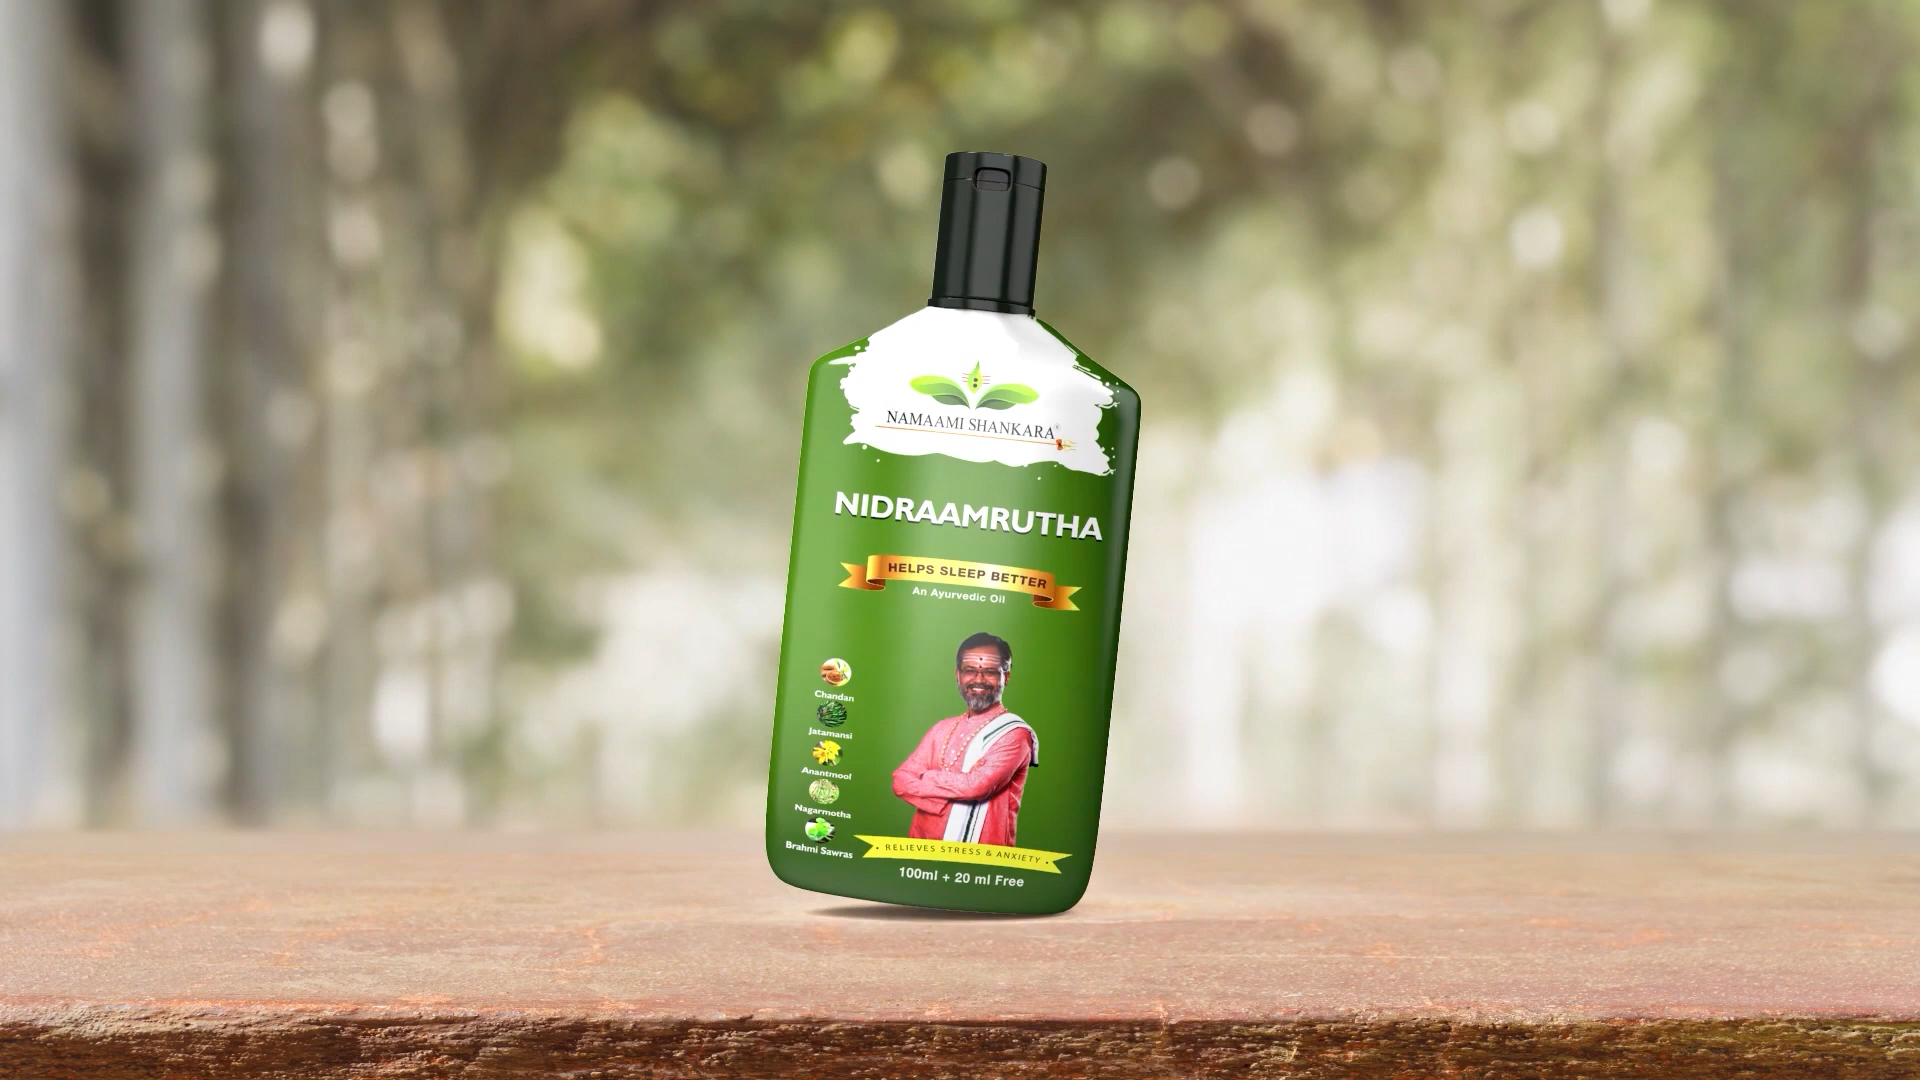 NAMAAMI SHANKARA®
NIDRAAMRUTHA
HELPS SLEEP BETTER
An Ayurvedic Oil
Chandan
Jatamansi
Anantmool
Nagarmotha
Brahmi Sawras
• RELIEVES STRESS & ANXIETY •
100ml + 20 ml Free